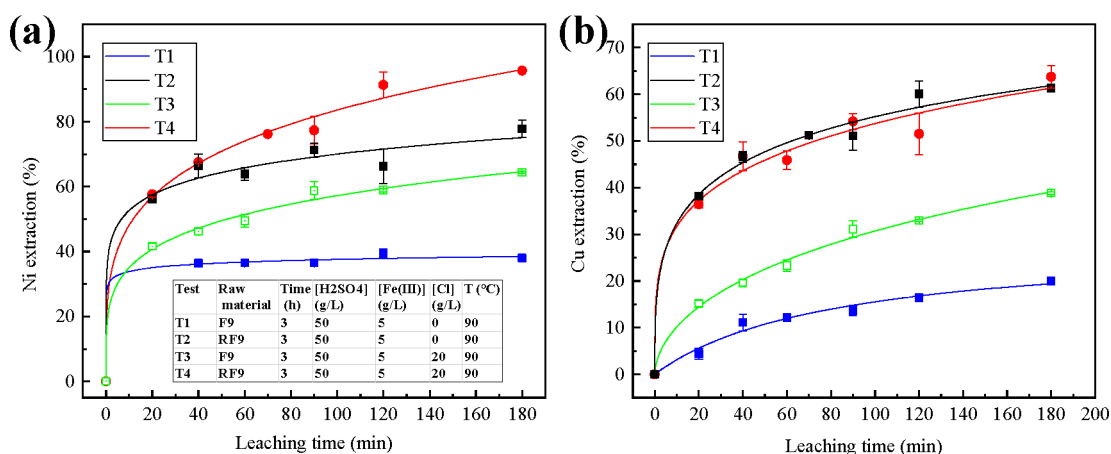 (a)
T1
T2
T3
T4
Ni extraction (%)
100
80
60
40
20
0
Test Raw material Time (h) [H2SO4] (g/L) [Fe(III)] (g/L) [Cl] (g/L) T (°C)
T1 F9 3 50 5 0 90
T2 RF9 3 50 5 0 90
T3 F9 3 50 5 20 90
T4 RF9 3 50 5 20 90
0 20 40 60 80 100 120 140 160 180
Leaching time (min)
(b)
T1
T2
T3
T4
Cu extraction (%)
70
60
50
40
30
20
10
0
0 20 40 60 80 100 120 140 160 180 200
Leaching time (min)